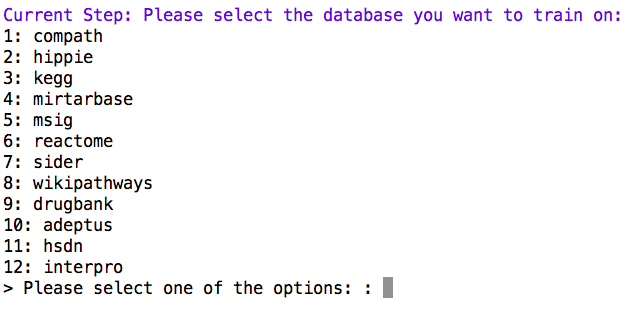 Current Step: Please select the database you want to train on:
1: compath
2: hippie
3: kegg
4: mirtarbase
5: msig
6: reactome
7: sider
8: wikipathways
9: drugbank
10: adeptus
11: hsdn
12: interpro
> Please select one of the options: :